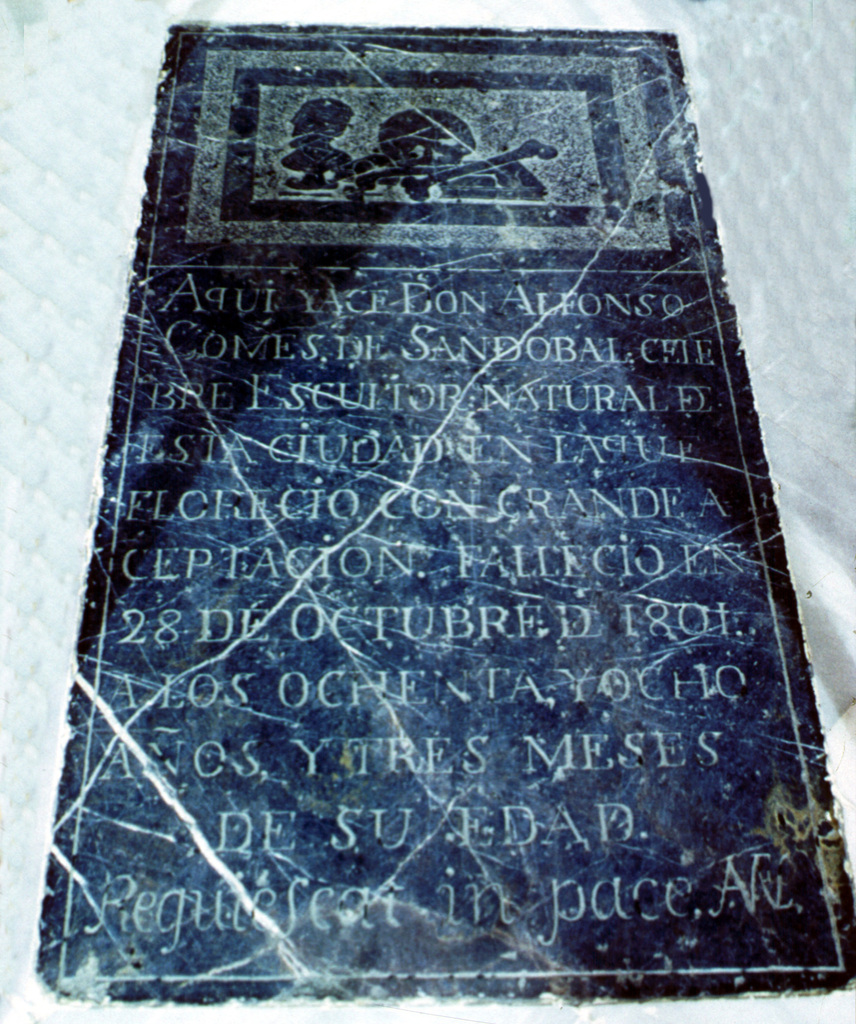 AQUI YACE DON ALFONSO
COMES. DE SANDOBAL. CELE
BRE ESCULTOR NATURAL DE
ESTA CIUDAD EN LA QUE
FLORECIO CON GRANDE A
CEPTACION. FALLECIO EN
28 DE OCTUBRE. DE 1801.
A LOS OCHENTA, Y OCHO
AÑOS, Y TRES MESES
DE SU EDAD.
Requieſcat in pace.